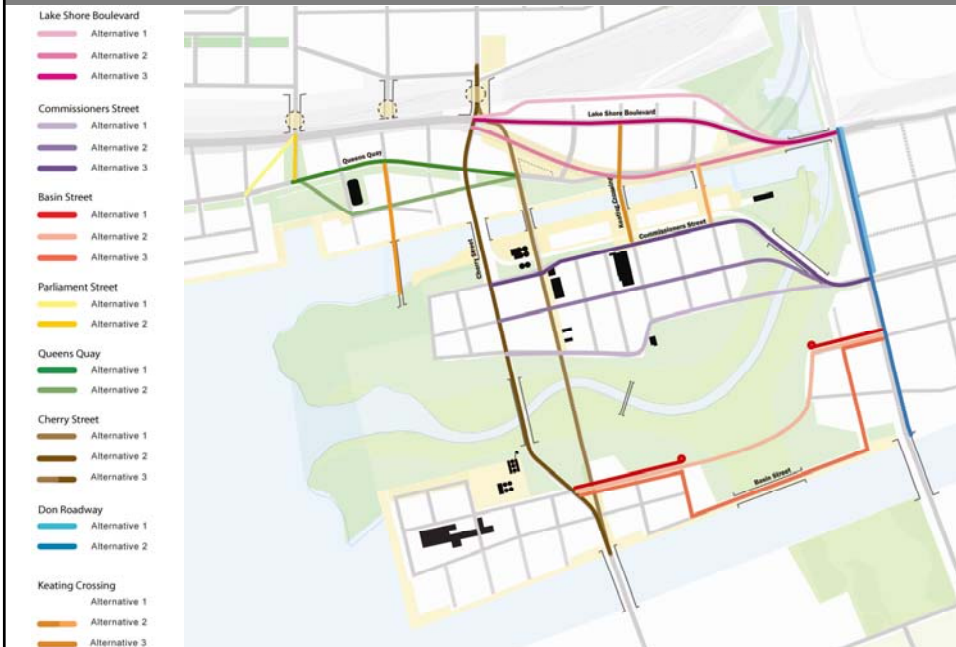 Lake Shore Boulevard
Alternative 1
Alternative 2
Alternative 3
Commissioners Street
Alternative 1
Alternative 2
Alternative 3
Basin Street
Alternative 1
Alternative 2
Alternative 3
Parliament Street
Alternative 1
Alternative 2
Queens Quay
Alternative 1
Alternative 2
Cherry Street
Alternative 1
Alternative 2
Alternative 3
Don Roadway
Alternative 1
Alternative 2
Keating Crossing
Alternative 1
Alternative 2
Alternative 3
Lake Shore Boulevard
Queens Quay
Keating Crossing
Commissioners Street
Cherry Street
Basin Street